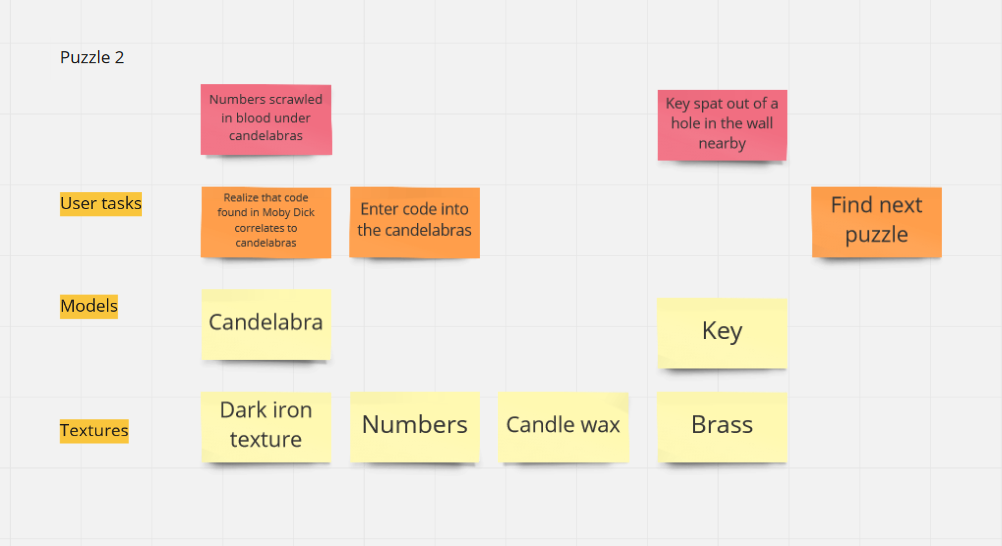 Puzzle 2
Numbers scrawled
in blood under
candelabras
Key spat out of a
hole in the wall
nearby
User tasks
Realize that code
found in Moby Dick
correlates to
candelabras
Enter code into
the candelabras
Find next
puzzle
Models
Candelabra
Key
Textures
Dark iron
texture
Numbers
Candle wax
Brass